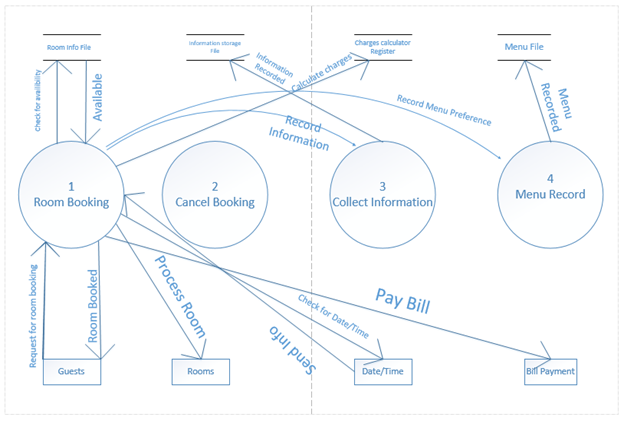 Room Info File
Information storage
File
Charges calculator
Register
Menu File
Check for availibility
Available
Information
Recorded
Calculate charges
Record Menu Preference
Menu
Recorded
Record
Information
1
Room Booking
2
Cancel Booking
3
Collect Information
4
Menu Record
Request for room booking
Room Booked
Process Room
Send Info
Check for Date/Time
Pay Bill
Guests
Rooms
Date/Time
Bill Payment